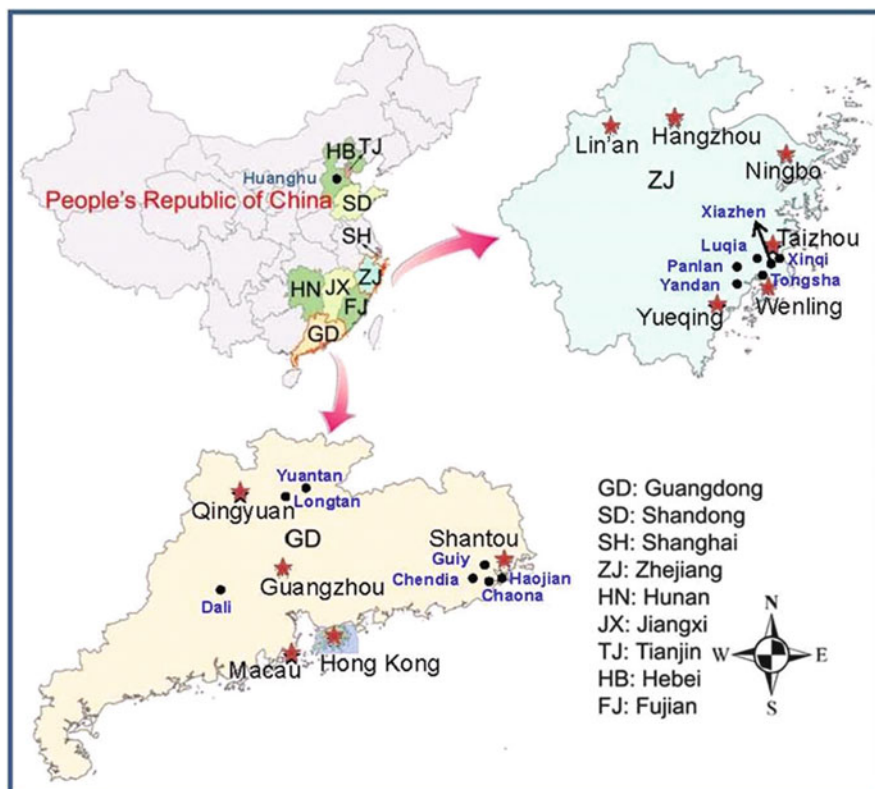 HB
TJ
Huanghu
People's Republic of China
SD
SH
HN
JX
ZJ
FJ
GD
Lin'an
Hangzhou
Ningbo
ZJ
Xiazhen
Taizhou
Luqia
Xinqi
Panlan
Tongsha
Yandan
Wenling
Yueqing
Yuantan
Longtan
Qingyuan
GD
Shantou
Guiy
Guangzhou
Chendia
Haojian
Chaona
Dali
Macau
Hong Kong
GD: Guangdong
SD: Shandong
SH: Shanghai
ZJ: Zhejiang
HN: Hunan
JX: Jiangxi
TJ: Tianjin
HB: Hebei
FJ: Fujian
N
W
E
S